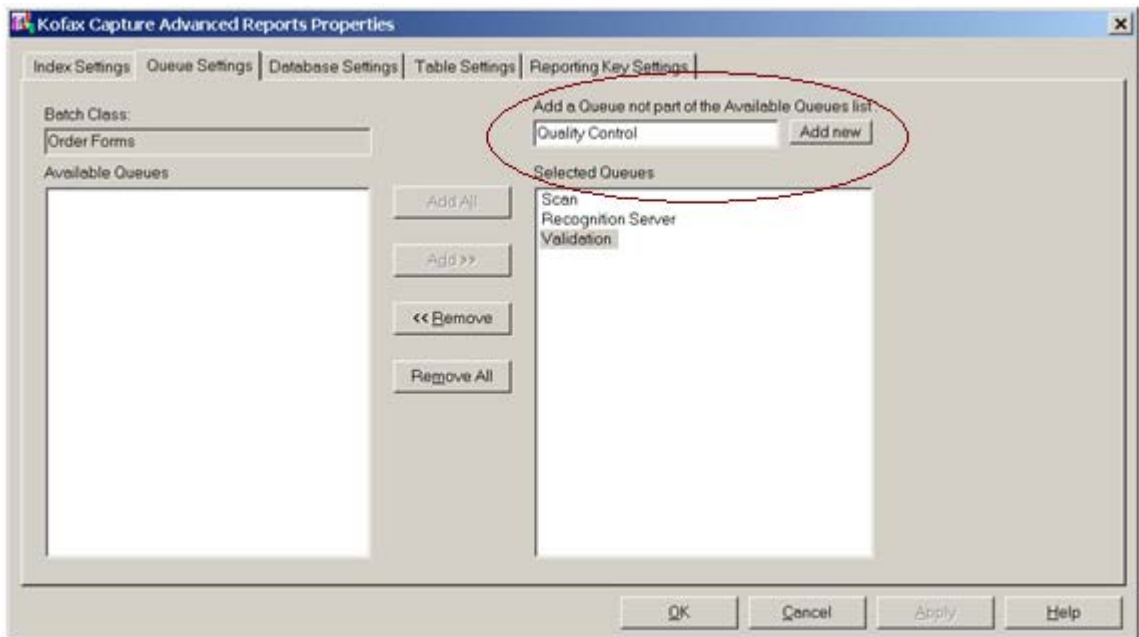 Kofax Capture Advanced Reports Properties
Index Settings Queue Settings Database Settings Table Settings Reporting Key Settings
Batch Class:
Order Forms
Add a Queue not part of the Available Queues list
Quality Control Add new
Available Queues
Selected Queues
Add All
Add >>
<< Remove
Remove All
Scan
Recognition Server
Validation
OK Cancel Apply Help